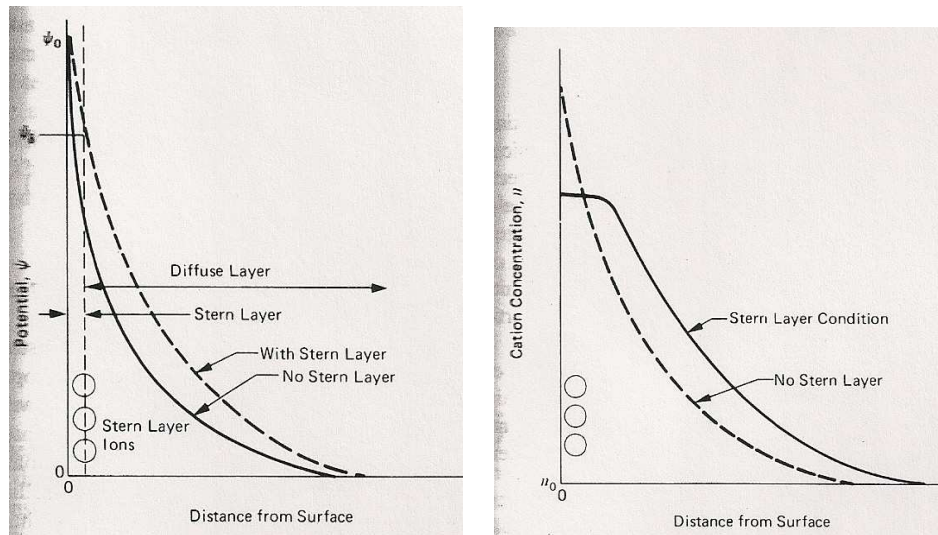 ψ₀
Potential, ψ
Diffuse Layer
Stern Layer
With Stern Layer
No Stern Layer
Stern Layer
Ions
0
0
Distance from Surface
Cation Concentration, n
Stern Layer Condition
No Stern Layer
n₀
0
Distance from Surface